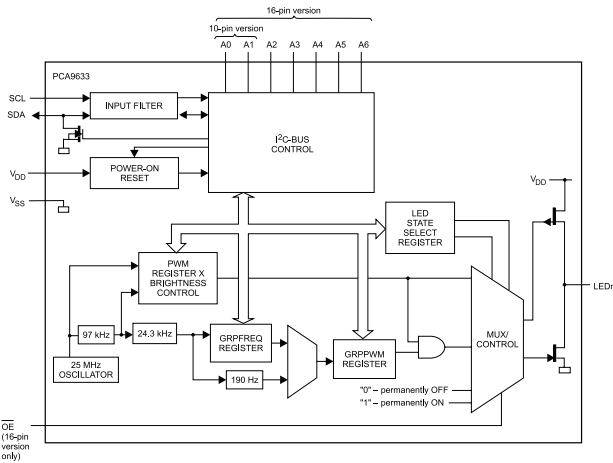 16-pin version
10-pin version
A0 A1 A2 A3 A4 A5 A6
PCA9633
SCL
SDA
INPUT FILTER
I²C-BUS
CONTROL
POWER-ON
RESET
VDD
VSS
VDD
LED
STATE
SELECT
REGISTER
PWM
REGISTER X
BRIGHTNESS
CONTROL
LEDn
MUX/
CONTROL
97 kHz
24.3 kHz
GRPFREQ
REGISTER
GRPPWM
REGISTER
190 Hz
25 MHz
OSCILLATOR
"0" – permanently OFF
"1" – permanently ON
OE
(16-pin
version
only)